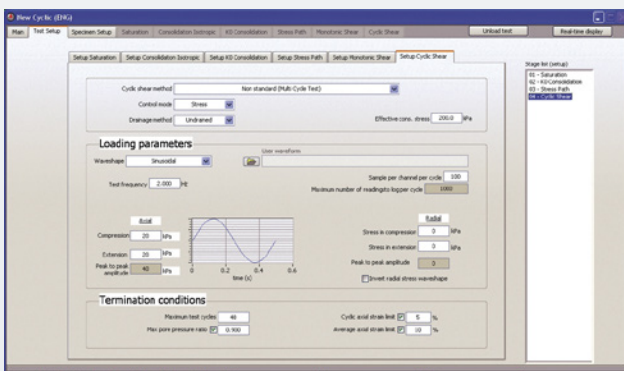 New Cyclic (ENG)
Main Test Setup Specimen Setup Saturation Consolidation Isotropic K0 Consolidation Stress Path Monotonic Shear Cyclic Shear Unload test Real-time display
Setup Saturation Setup Consolidation Isotropic Setup K0 Consolidation Setup Stress Path Setup Monotonic Shear Setup Cyclic Shear
Stage list (setup)
01 - Saturation
02 - K0 Consolidation
03 - Stress Path
04 - Cyclic Shear
Cyclic shear method Non standard (Multi-Cycle Test)
Control mode Stress
Drainage method Undrained Effective cons. stress 200.0 kPa
Loading parameters
User waveform
Waveshape Sinusoidal
Sample per channel per cycle 100
Test frequency 2.000 Hz
Maximum number of readings to log per cycle 1000
Axial
Radial
Compression 20 kPa
Stress in compression 0 kPa
Extension 20 kPa
Stress in extension 0 kPa
Peak to peak amplitude 40 kPa
Peak to peak amplitude 0
0 0.2 0.4 0.6
time (s)
Invert radial stress waveshape
Termination conditions
Maximum test cycles 40
Cyclic axial strain limit 5 %
Max pore pressure ratio 0.900
Average axial strain limit 10 %